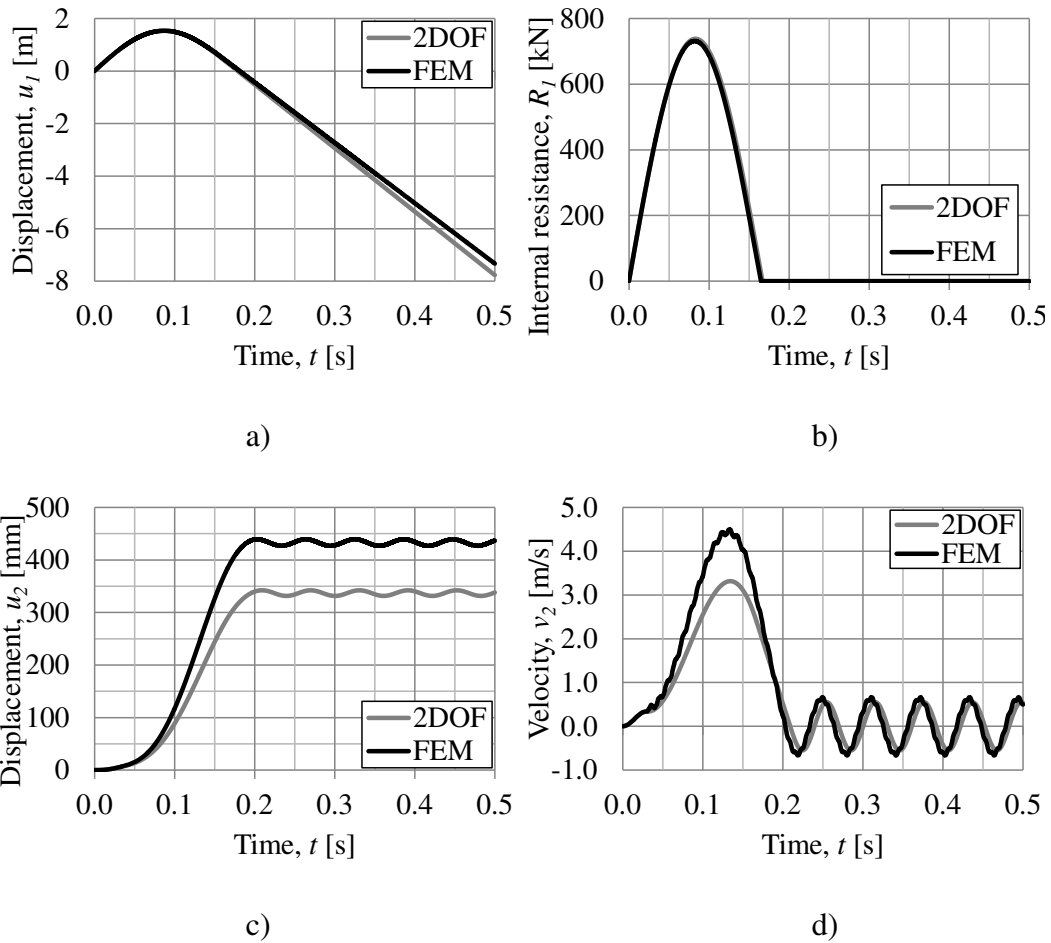 Displacement, u1 [m]
2
0
-2
-4
-6
-8
2DOF
FEM
0.0 0.1 0.2 0.3 0.4 0.5
Time, t [s]
a)
Internal resistance, R1 [kN]
800
600
400
200
0
2DOF
FEM
0.0 0.1 0.2 0.3 0.4 0.5
Time, t [s]
b)
Displacement, u2 [mm]
500
400
300
200
100
0
2DOF
FEM
0.0 0.1 0.2 0.3 0.4 0.5
Time, t [s]
c)
Velocity, v2 [m/s]
5.0
4.0
3.0
2.0
1.0
0.0
-1.0
2DOF
FEM
0.0 0.1 0.2 0.3 0.4 0.5
Time, t [s]
d)